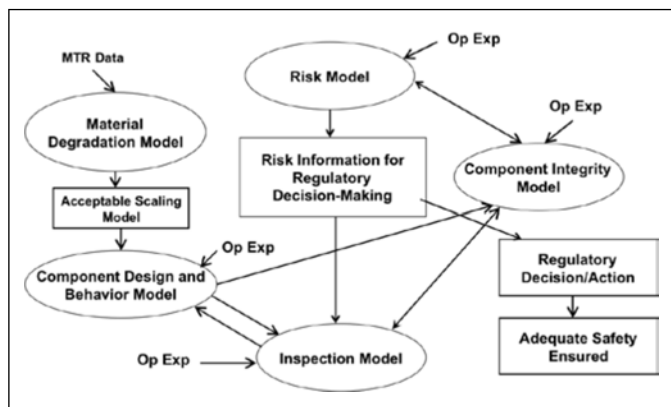 Op Exp
MTR Data
Risk Model
Material
Degradation Model
Op Exp
Risk Information for
Regulatory
Decision-Making
Component Integrity
Model
Acceptable Scaling
Model
Op Exp
Component Design and
Behavior Model
Regulatory
Decision/Action
Op Exp
Inspection Model
Adequate Safety
Ensured